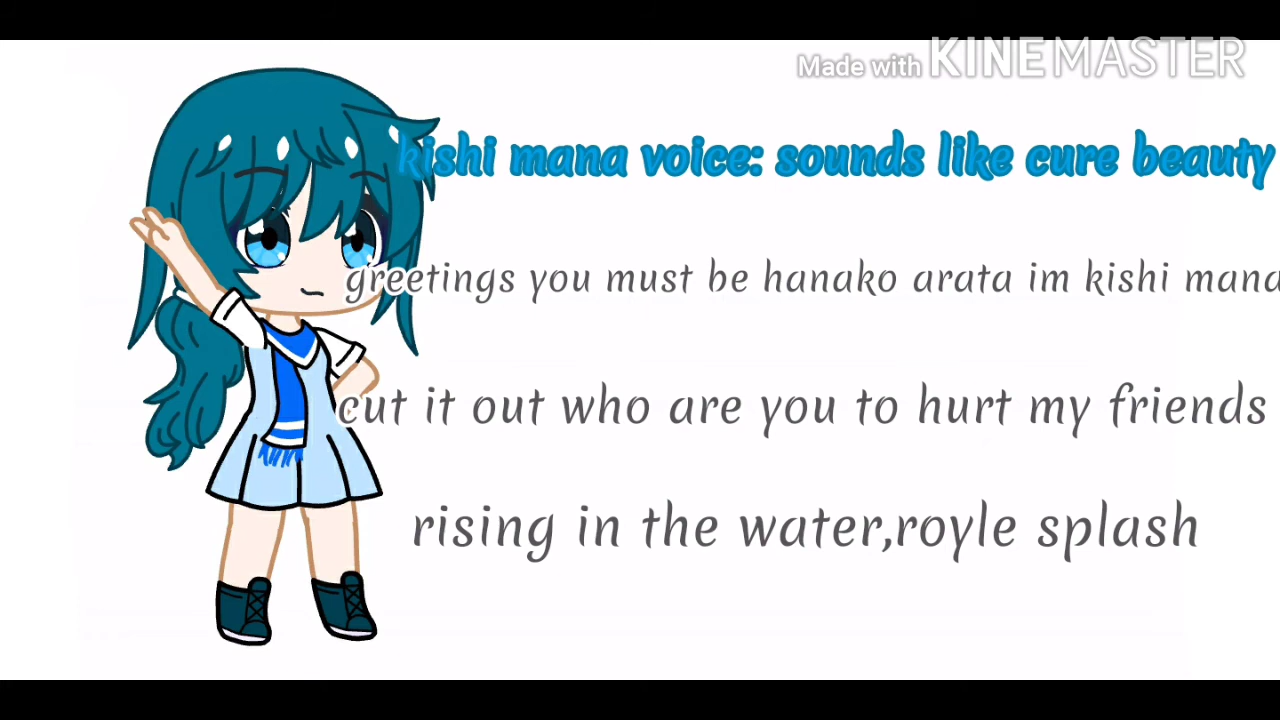 Made with KINEMASTER
kishi mana voice: sounds like cure beauty
greetings you must be hanako arata im kishi mana
cut it out who are you to hurt my friends
rising in the water,royle splash